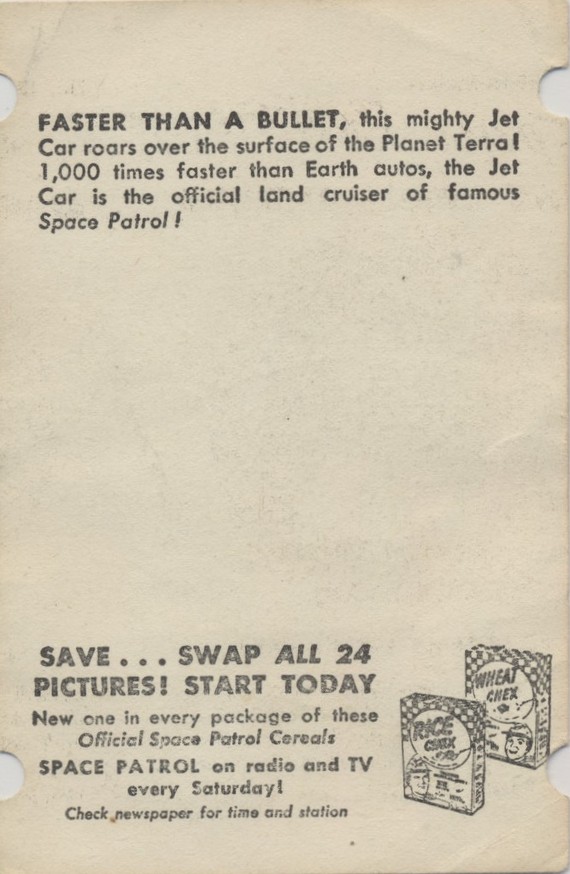 FASTER THAN A BULLET, this mighty Jet
Car roars over the surface of the Planet Terra!
1,000 times faster than Earth autos, the Jet
Car is the official land cruiser of famous
Space Patrol!
SAVE... SWAP ALL 24
PICTURES! START TODAY
New one in every package of these
Official Space Patrol Cereals
SPACE PATROL on radio and TV
every Saturday!
Check newspaper for time and station
WHEAT
CHEX
RICE
CHEX